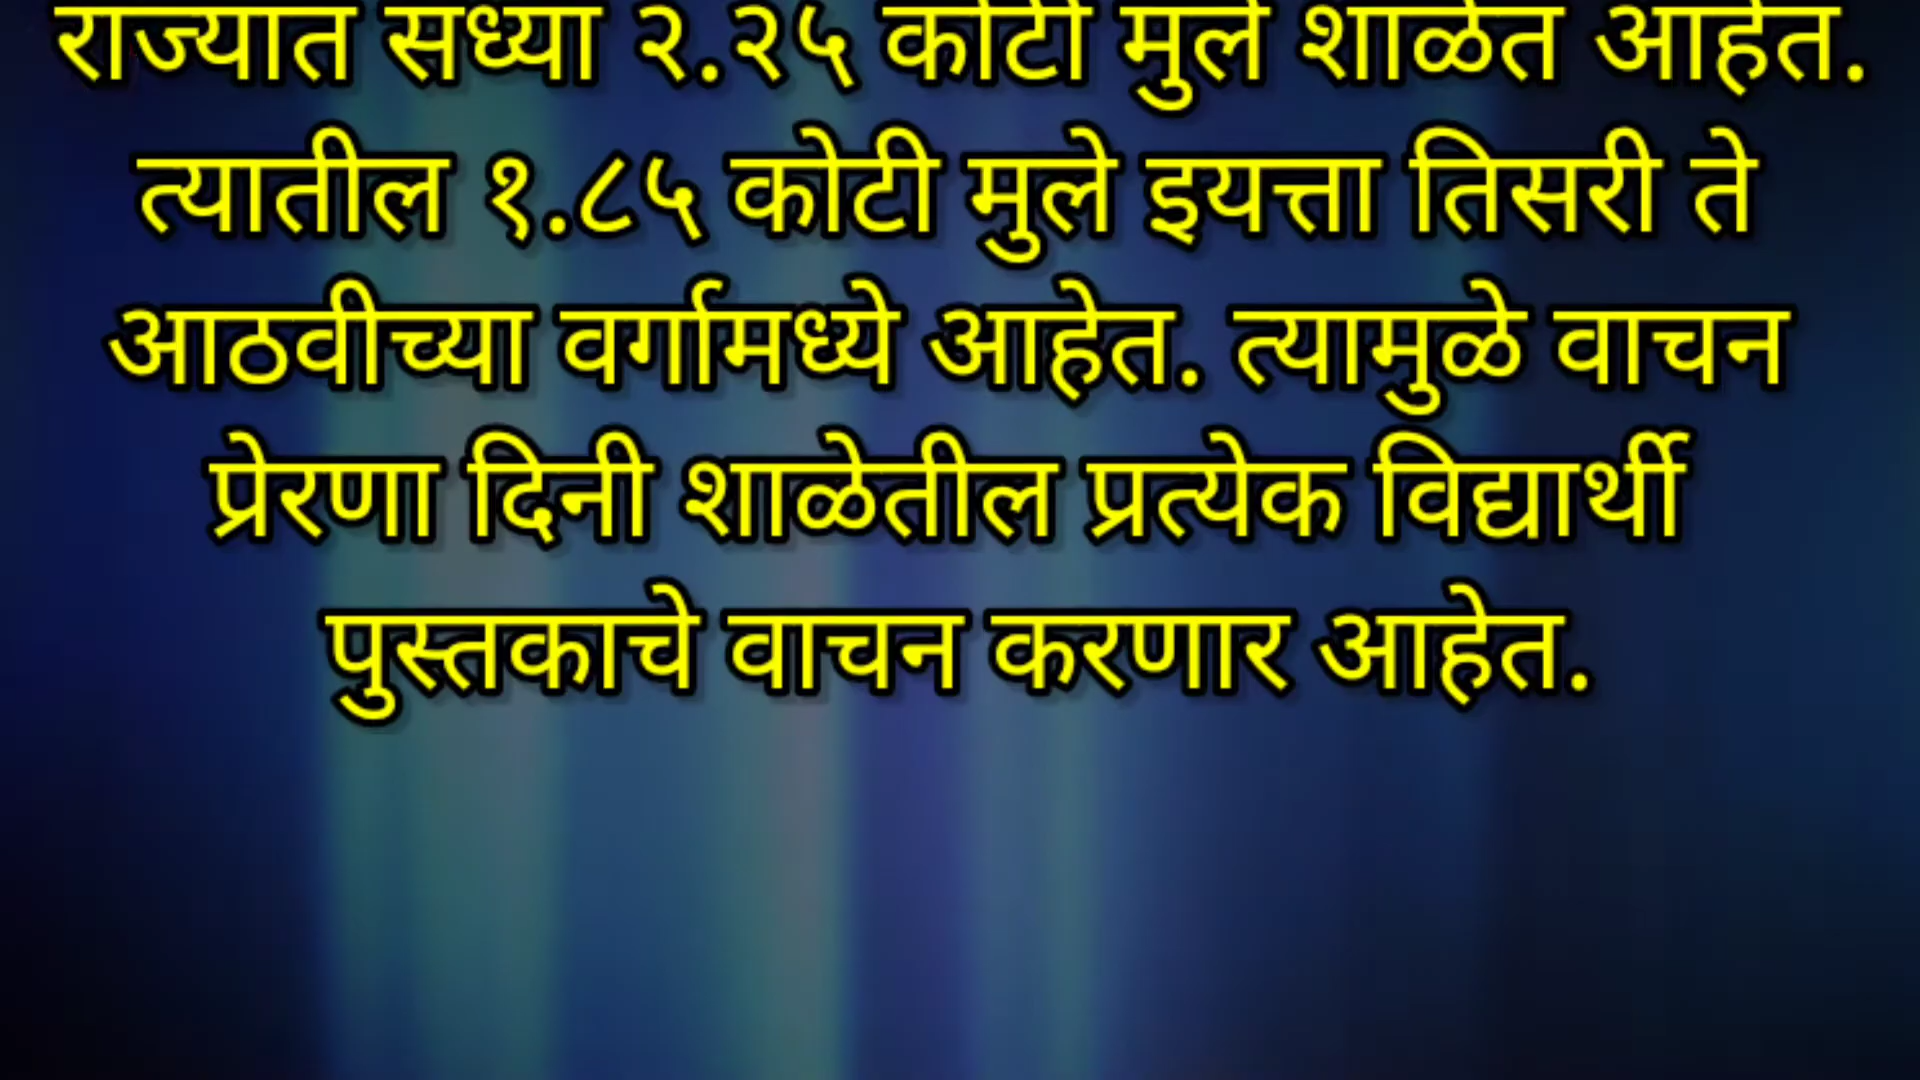 राज्यात सध्या २.२५ कोटी मुले शाळेत आहेत.
त्यातील १.८५ कोटी मुले इयत्ता तिसरी ते
आठवीच्या वर्गामध्ये आहेत. त्यामुळे वाचन
प्रेरणा दिनी शाळेतील प्रत्येक विद्यार्थी
पुस्तकाचे वाचन करणार आहेत.